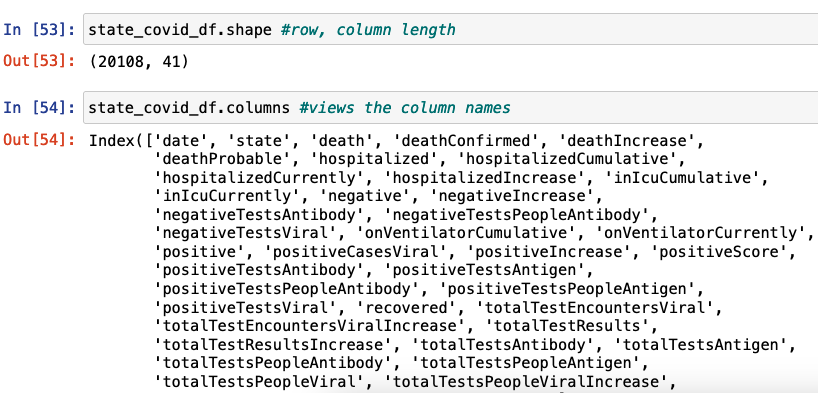 In [53]: state_covid_df.shape #row, column length
Out[53]: (20108, 41)
In [54]: state_covid_df.columns #views the column names
Out[54]: Index(['date', 'state', 'death', 'deathConfirmed', 'deathIncrease',
'deathProbable', 'hospitalized', 'hospitalizedCumulative',
'hospitalizedCurrently', 'hospitalizedIncrease', 'inIcuCumulative',
'inIcuCurrently', 'negative', 'negativeIncrease',
'negativeTestsAntibody', 'negativeTestsPeopleAntibody',
'negativeTestsViral', 'onVentilatorCumulative', 'onVentilatorCurrently',
'positive', 'positiveCasesViral', 'positiveIncrease', 'positiveScore',
'positiveTestsAntibody', 'positiveTestsAntigen',
'positiveTestsPeopleAntibody', 'positiveTestsPeopleAntigen',
'positiveTestsViral', 'recovered', 'totalTestEncountersViral',
'totalTestEncountersViralIncrease', 'totalTestResults',
'totalTestResultsIncrease', 'totalTestsAntibody', 'totalTestsAntigen',
'totalTestsPeopleAntibody', 'totalTestsPeopleAntigen',
'totalTestsPeopleViral', 'totalTestsPeopleViralIncrease',